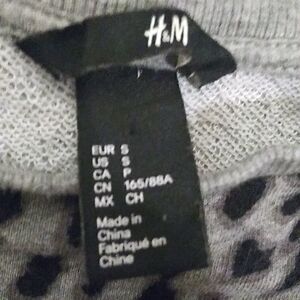 H&M
EUR S
US S
CA P
CN 165/88A
MX CH
Made in
China
Fabriqué en
Chine